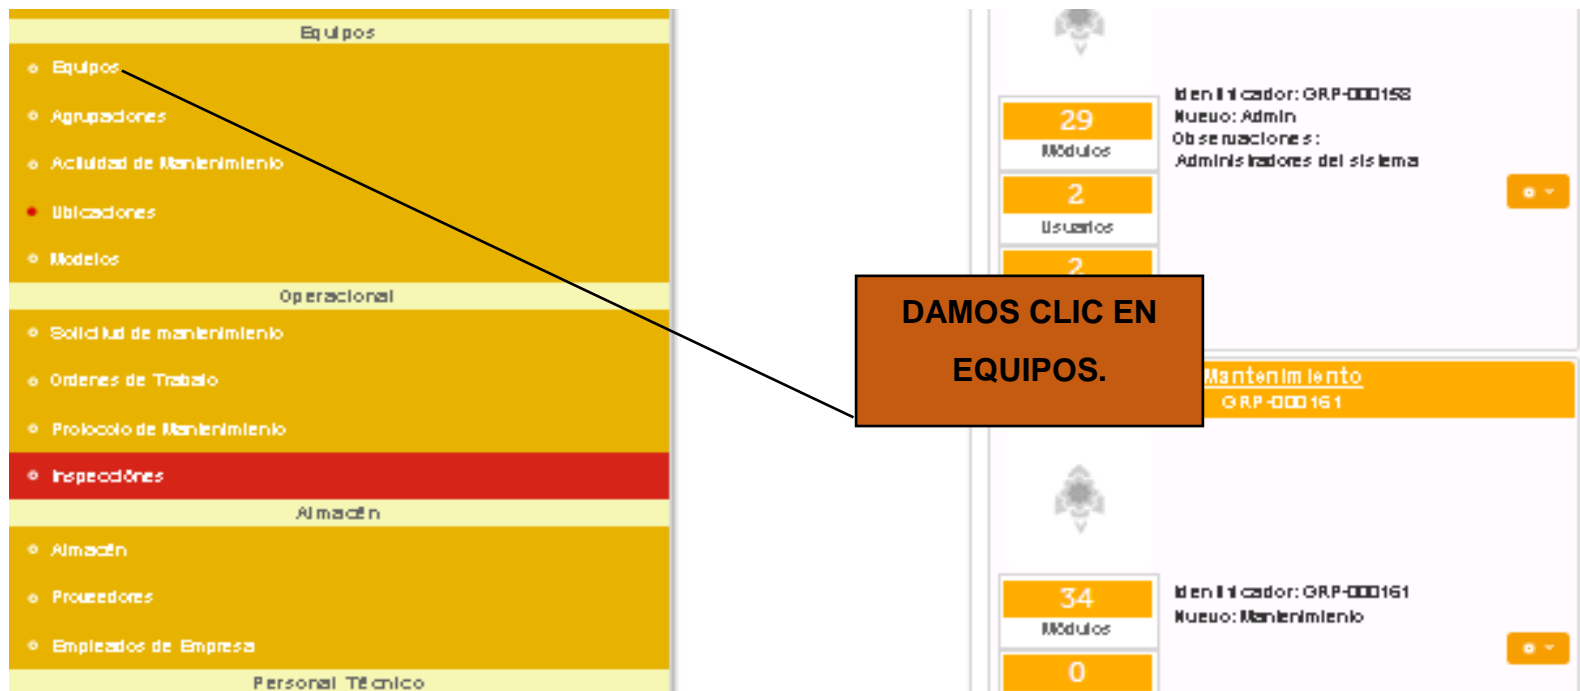 Equipos
Equipos
Agrupaciones
Actividad de Mantenimiento
Ubicaciones
Modelos
Operacional
Solicitud de mantenimiento
Ordenes de Trabajo
Protocolo de Mantenimiento
Inspecciónes
Almacén
Almacén
Proveedores
Empleados de Empresa
Personal Técnico
29
Módulos
2
Usuarios
2
Identificador: GRP-000158
Nuevo: Admin
Observaciones:
Administradores del sistema
DAMOS CLIC EN
EQUIPOS.
Mantenimiento
GRP-000161
34
Módulos
0
Identificador: GRP-000161
Nuevo: Mantenimiento